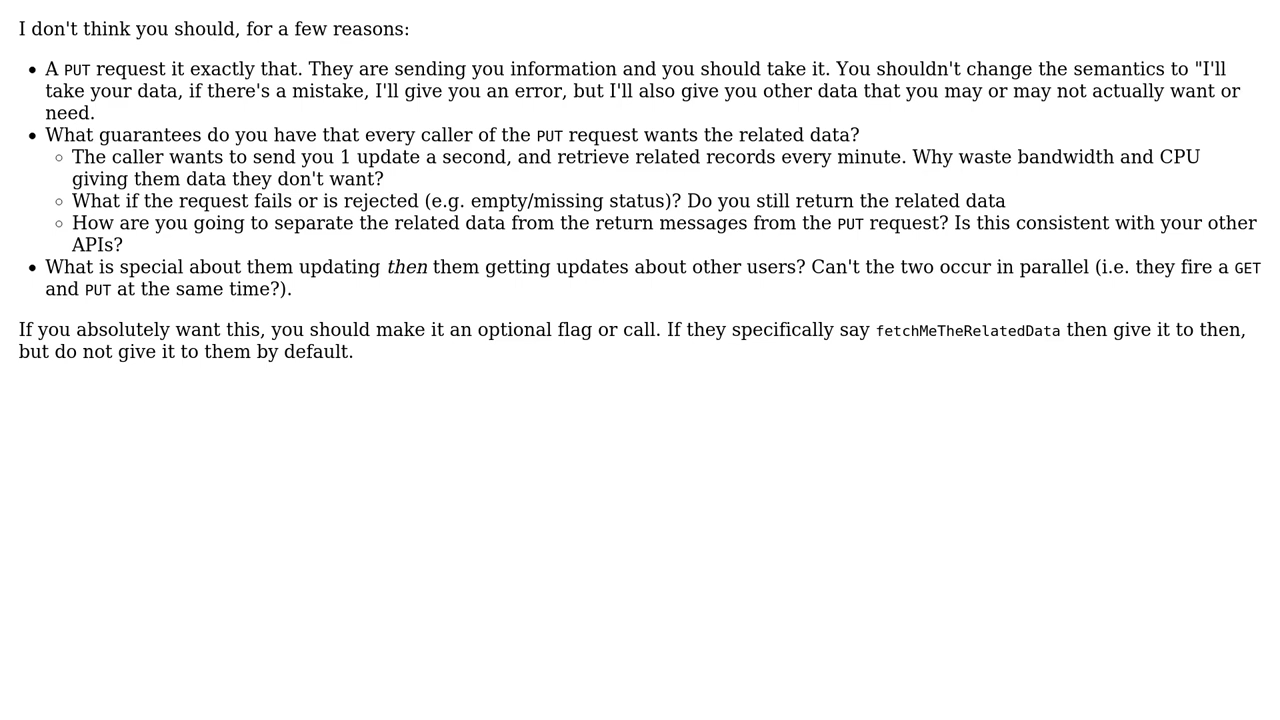 I don't think you should, for a few reasons:
A PUT request it exactly that. They are sending you information and you should take it. You shouldn't change the semantics to "I'll
take your data, if there's a mistake, I'll give you an error, but I'll also give you other data that you may or may not actually want or
need.
What guarantees do you have that every caller of the PUT request wants the related data?
The caller wants to send you 1 update a second, and retrieve related records every minute. Why waste bandwidth and CPU
giving them data they don't want?
What if the request fails or is rejected (e.g. empty/missing status)? Do you still return the related data
How are you going to separate the related data from the return messages from the PUT request? Is this consistent with your other
APIs?
What is special about them updating then them getting updates about other users? Can't the two occur in parallel (i.e. they fire a GET
and PUT at the same time?).
If you absolutely want this, you should make it an optional flag or call. If they specifically say fetchMeTheRelatedData then give it to then,
but do not give it to them by default.